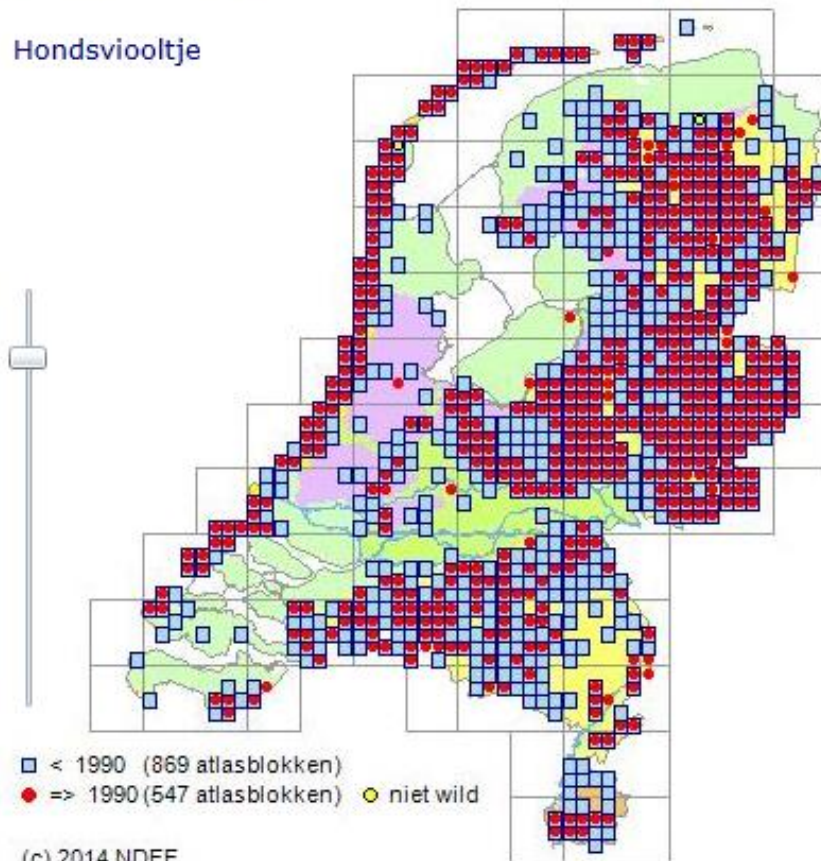 Hondsviooltje
< 1990 (869 atlasblokken)
=> 1990 (547 atlasblokken) niet wild
(c) 2014 NDFF